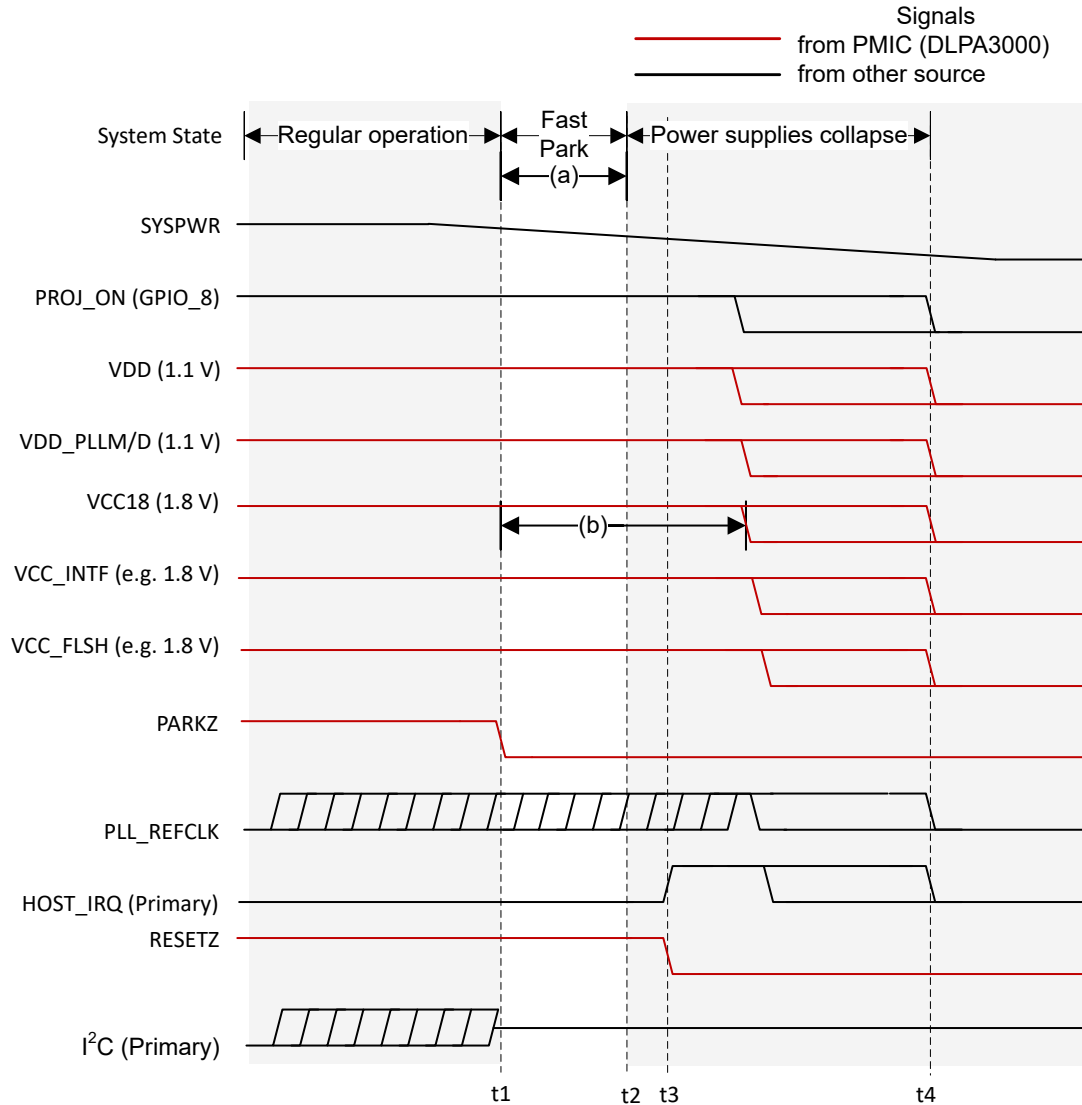 Signals
from PMIC (DLPA3000)
from other source
System State
Regular operation
Fast
Park
(a)
Power supplies collapse
SYSPWR
PROJ_ON (GPIO_8)
VDD (1.1 V)
VDD_PLLM/D (1.1 V)
VCC18 (1.8 V)
(b)
VCC_INTF (e.g. 1.8 V)
VCC_FLSH (e.g. 1.8 V)
PARKZ
PLL_REFCLK
HOST_IRQ (Primary)
RESETZ
I²C (Primary)
t1 t2 t3 t4